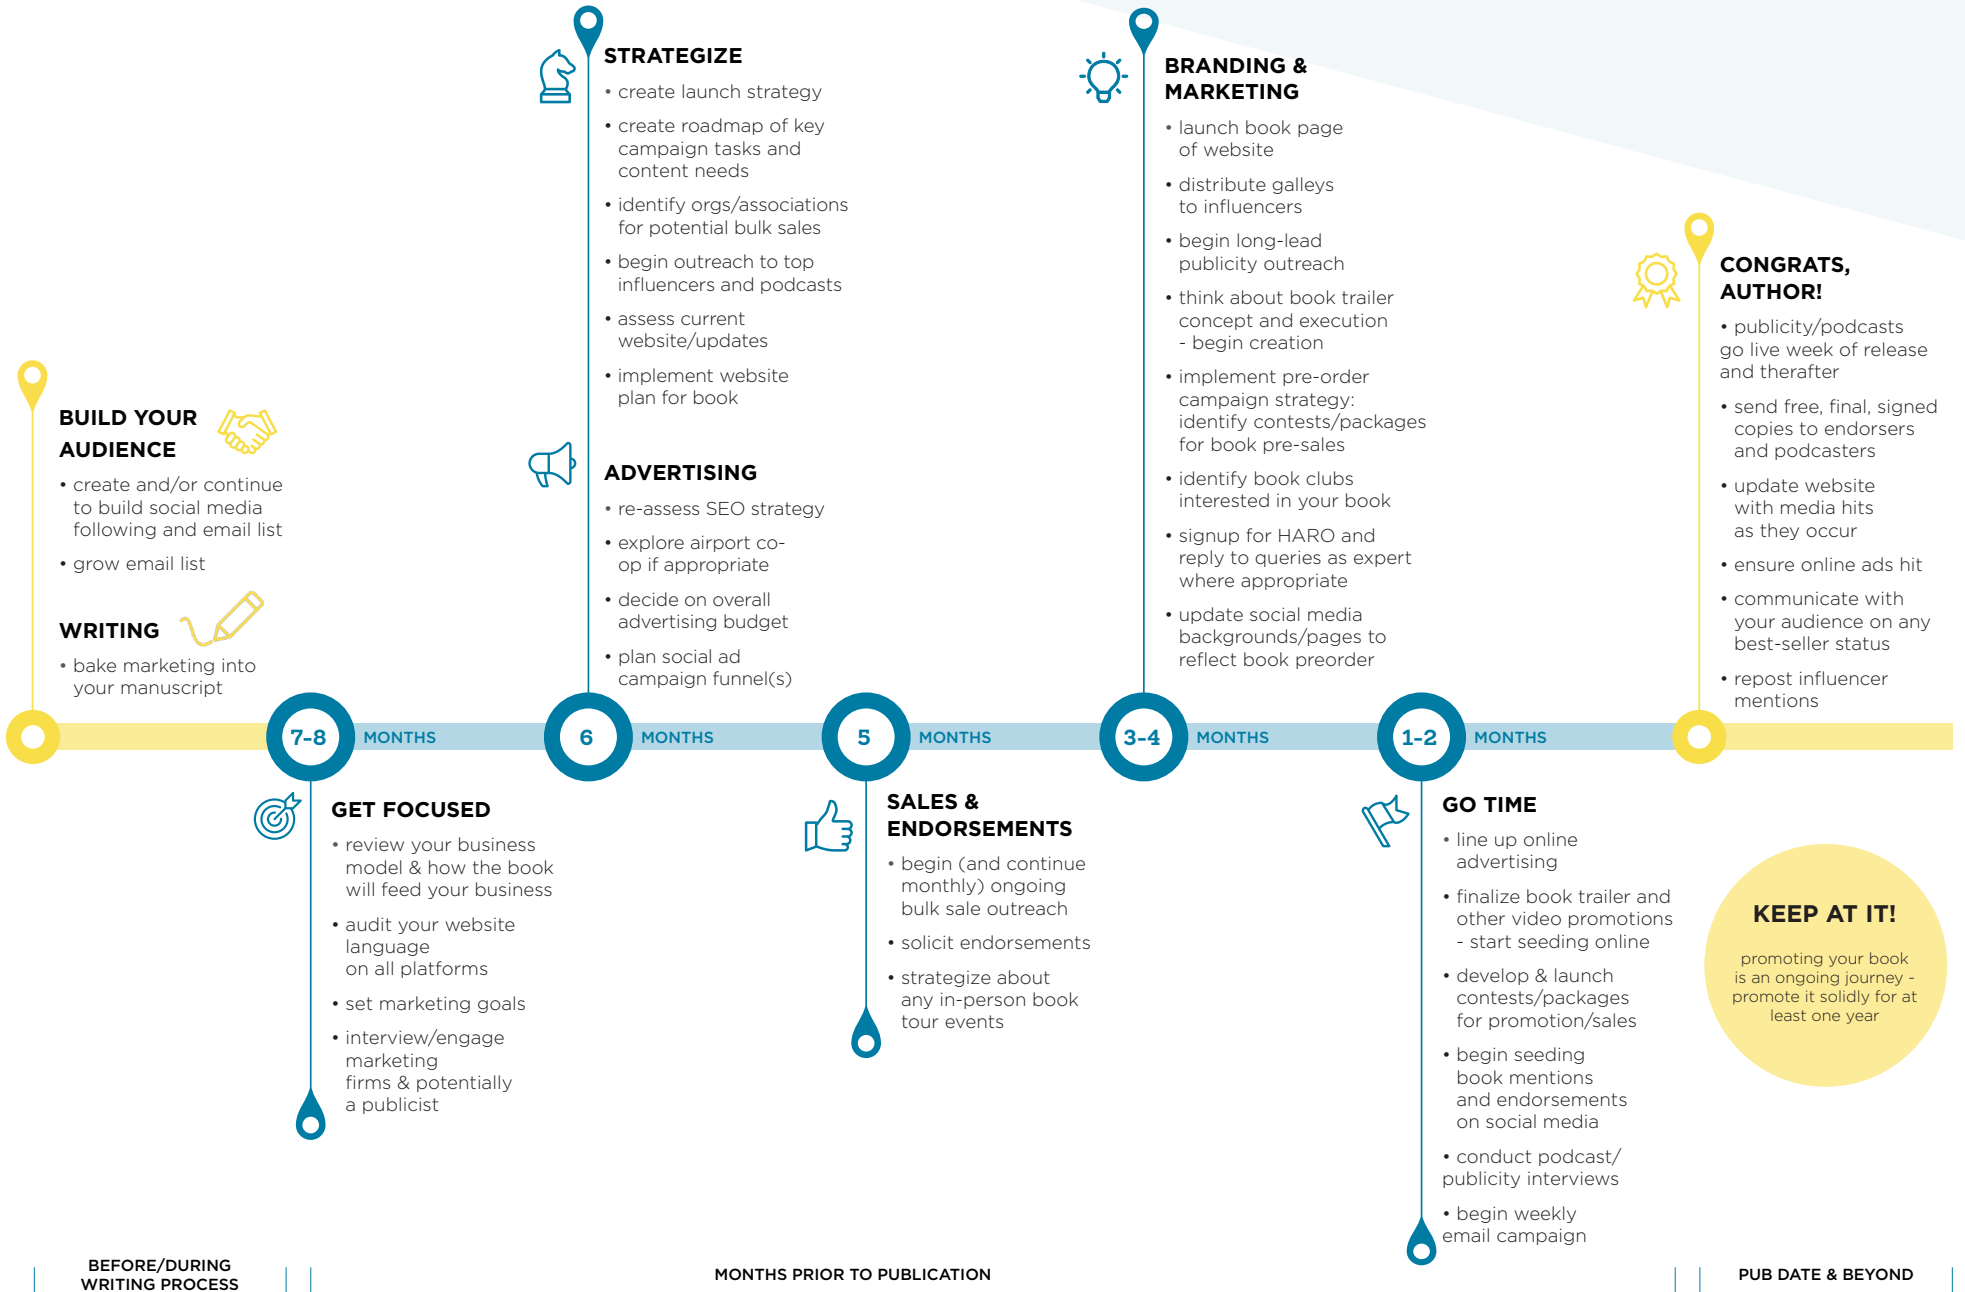 BUILD YOUR
AUDIENCE
• create and/or continue
to build social media
following and email list
• grow email list
WRITING
• bake marketing into
your manuscript
7-8 MONTHS
GET FOCUSED
• review your business
model & how the book
will feed your business
• audit your website
language
on all platforms
• set marketing goals
• interview/engage
marketing
firms & potentially
a publicist
STRATEGIZE
• create launch strategy
• create roadmap of key
campaign tasks and
content needs
• identify orgs/associations
for potential bulk sales
• begin outreach to top
influencers and podcasts
• assess current
website/updates
• implement website
plan for book
ADVERTISING
• re-assess SEO strategy
• explore airport co-
op if appropriate
• decide on overall
advertising budget
• plan social ad
campaign funnel(s)
6 MONTHS
5 MONTHS
SALES &
ENDORSEMENTS
• begin (and continue
monthly) ongoing
bulk sale outreach
• solicit endorsements
• strategize about
any in-person book
tour events
BRANDING &
MARKETING
• launch book page
of website
• distribute galleys
to influencers
• begin long-lead
publicity outreach
• think about book trailer
concept and execution
- begin creation
• implement pre-order
campaign strategy:
identify contests/packages
for book pre-sales
• identify book clubs
interested in your book
• signup for HARO and
reply to queries as expert
where appropriate
• update social media
backgrounds/pages to
reflect book preorder
3-4 MONTHS
1-2 MONTHS
GO TIME
• line up online
advertising
• finalize book trailer and
other video promotions
- start seeding online
• develop & launch
contests/packages
for promotion/sales
• begin seeding
book mentions
and endorsements
on social media
• conduct podcast/
publicity interviews
• begin weekly
email campaign
CONGRATS,
AUTHOR!
• publicity/podcasts
go live week of release
and therafter
• send free, final, signed
copies to endorsers
and podcasters
• update website
with media hits
as they occur
• ensure online ads hit
• communicate with
your audience on any
best-seller status
• repost influencer
mentions
KEEP AT IT!
promoting your book
is an ongoing journey -
promote it solidly for at
least one year
BEFORE/DURING
WRITING PROCESS
MONTHS PRIOR TO PUBLICATION
PUB DATE & BEYOND